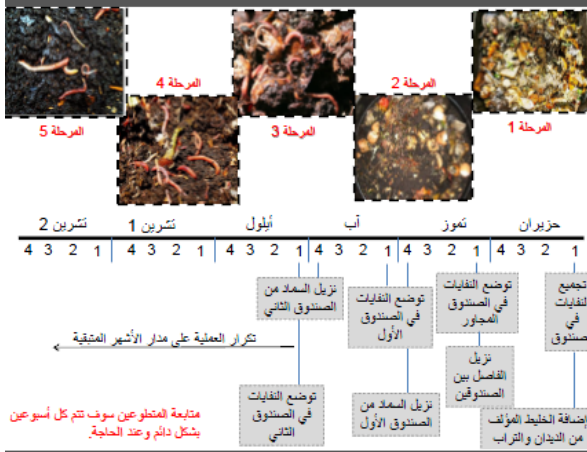 المرحلة 1
المرحلة 2
المرحلة 3
المرحلة 4
المرحلة 5
حزيران
تموز
آب
أيلول
تشرين 1
تشرين 2
1 2 3 4
1 2 3 4
1 2 3 4
1 2 3 4
1 2 3 4
1 2 3 4
تجميع
النفايات
في
صندوق
إضافة الخليط المؤلف
من الديدان والتراب
توضع النفايات
في الصندوق
المجاور
نزيل
الفاصل بين
الصندوقين
توضع النفايات
في الصندوق
الأول
نزيل السماد من
الصندوق الأول
نزيل السماد من
الصندوق الثاني
توضع النفايات
في الصندوق
الثاني
تكرار العملية على مدار الأشهر المتبقية
متابعة المتطوعين سوف تتم كل أسبوعين
بشكل دائم وعند الحاجة.